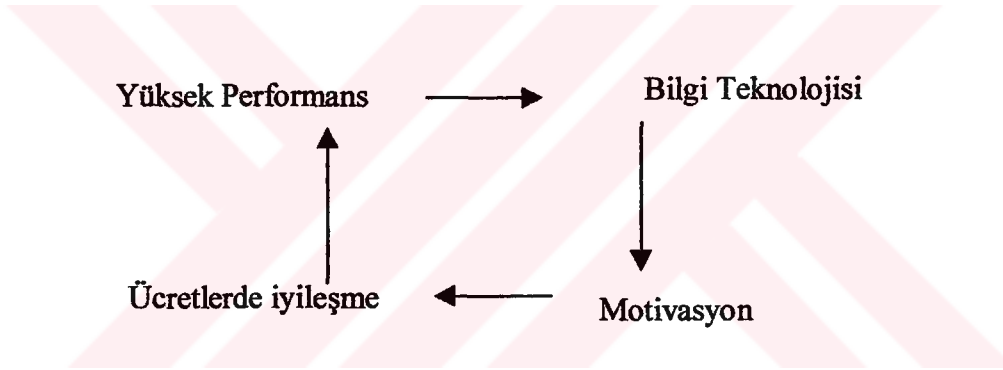 Yüksek Performans
Bilgi Teknolojisi
Ücretlerde iyileşme
Motivasyon